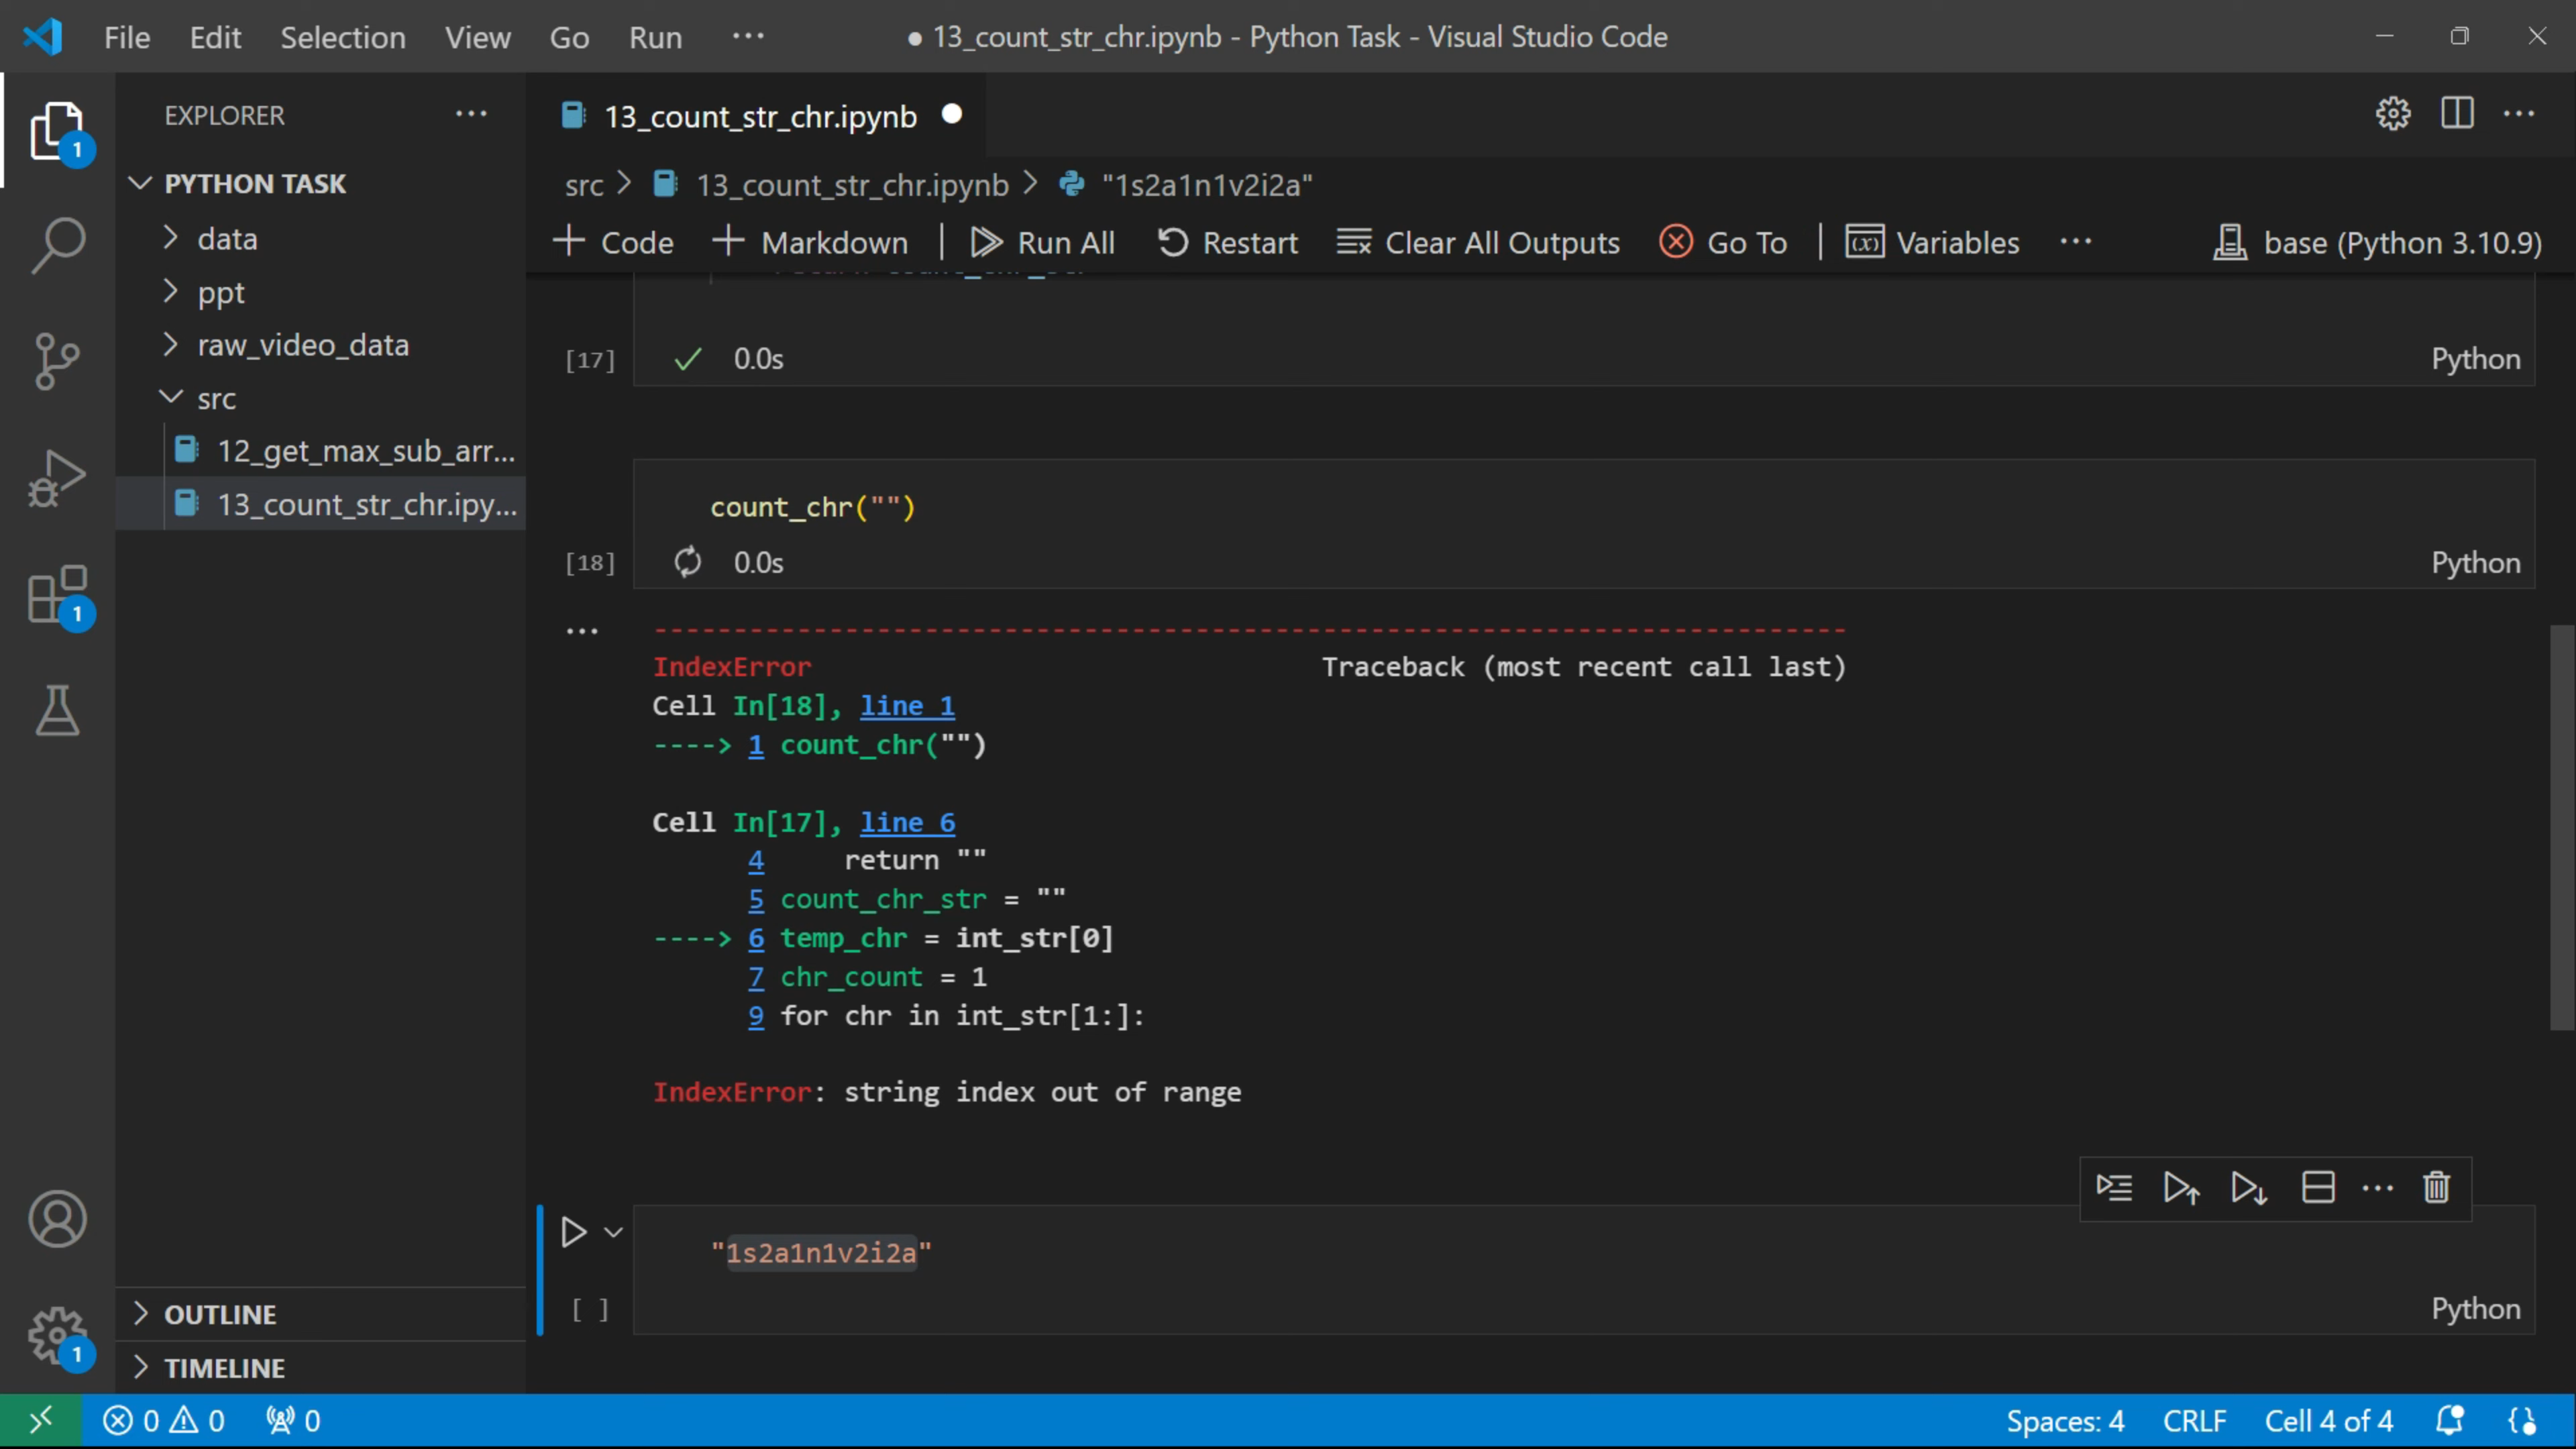 File Edit Selection View Go Run ··· ● 13_count_str_chr.ipynb - Python Task - Visual Studio Code
EXPLORER ···
13_count_str_chr.ipynb
PYTHON TASK
src > 13_count_str_chr.ipynb > "1s2a1n1v2i2a"
data
+ Code + Markdown | Run All Restart Clear All Outputs Go To | Variables ··· base (Python 3.10.9)
ppt
raw_video_data
src
12_get_max_sub_arr...
13_count_str_chr.ipy...
1
1
1
[17] 0.0s Python
count_chr("")
[18] 0.0s Python
---------------------------------------------------------------------------
IndexError Traceback (most recent call last)
Cell In[18], line 1
----> 1 count_chr("")
Cell In[17], line 6
4 return ""
5 count_chr_str = ""
----> 6 temp_chr = int_str[0]
7 chr_count = 1
9 for chr in int_str[1:]:
IndexError: string index out of range
"1s2a1n1v2i2a"
[ ] Python
OUTLINE
TIMELINE
0 0 0 Spaces: 4 CRLF Cell 4 of 4